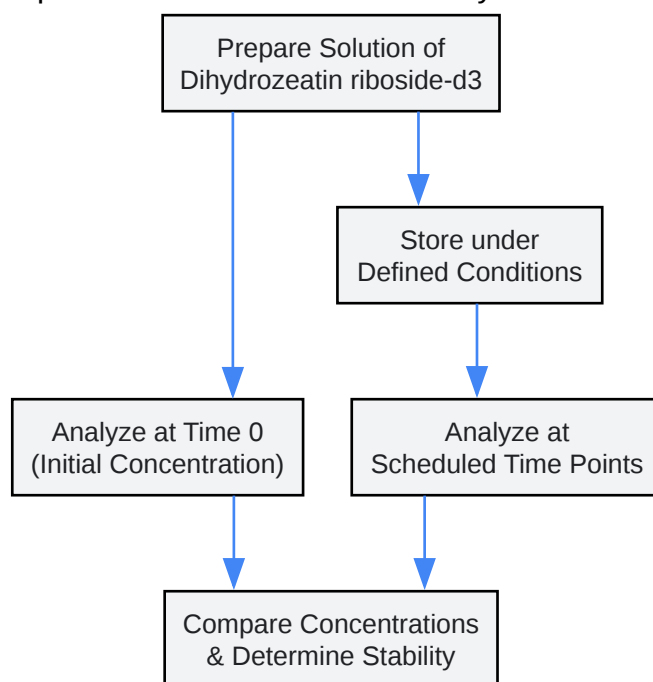 Prepare Solution of
Dihydrozeatin riboside-d3
Store under
Defined Conditions
Analyze at Time 0
(Initial Concentration)
Analyze at
Scheduled Time Points
Compare Concentrations
& Determine Stability